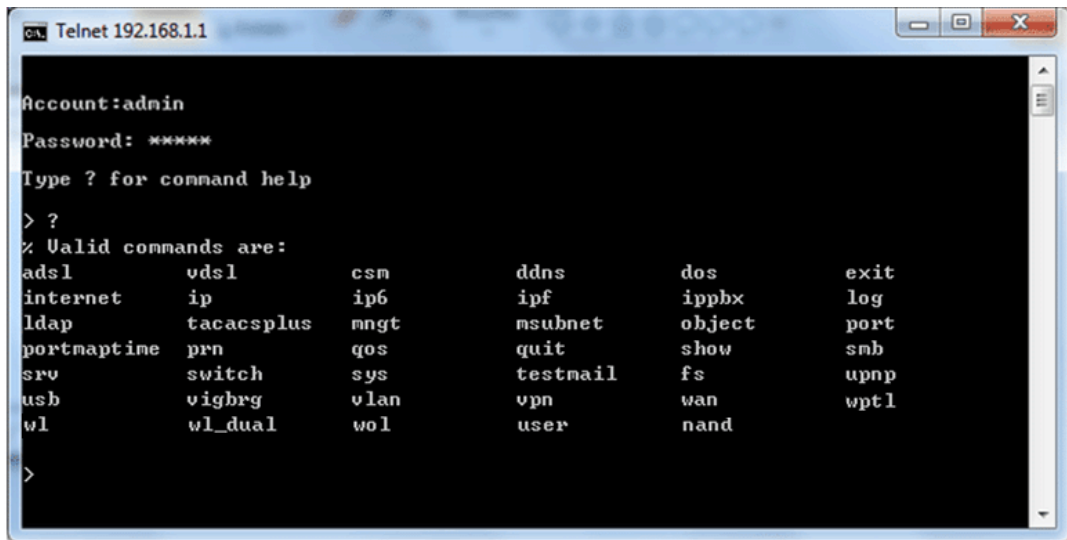 Telnet 192.168.1.1
Account:admin
Password: *****
Type ? for command help
> ?
% Valid commands are:
adsl vdsl csm ddns dos exit
internet ip ip6 ipf ippbx log
ldap tacacsplus mngt msubnet object port
portmaptime prn qos quit show smb
srv switch sys testmail fs upnp
usb vigbrg vlan vpn wan wptl
wl wl_dual wol user nand
>